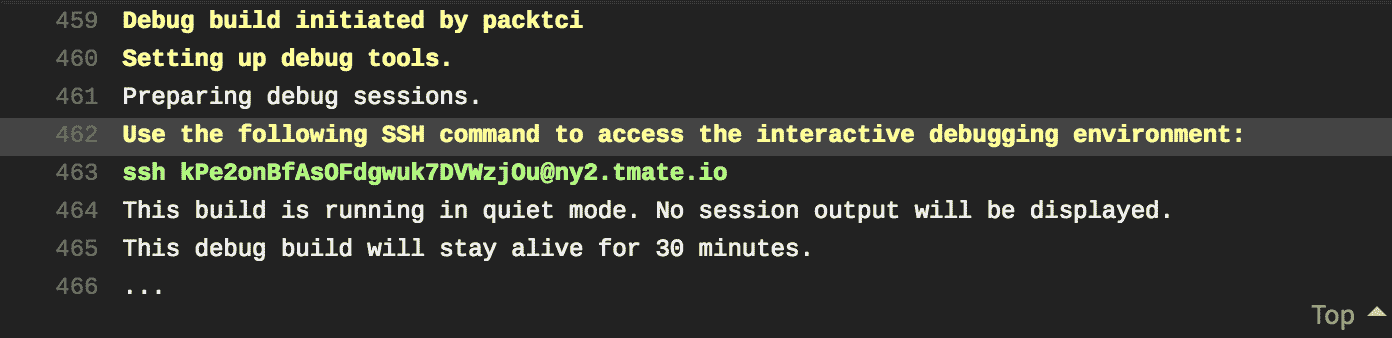 459 Debug build initiated by packtci
460 Setting up debug tools.
461 Preparing debug sessions.
462 Use the following SSH command to access the interactive debugging environment:
463 ssh kPe2onBfAsOFdgwuk7DVWzjOu@ny2.tmate.io
464 This build is running in quiet mode. No session output will be displayed.
465 This debug build will stay alive for 30 minutes.
466 ...
Top